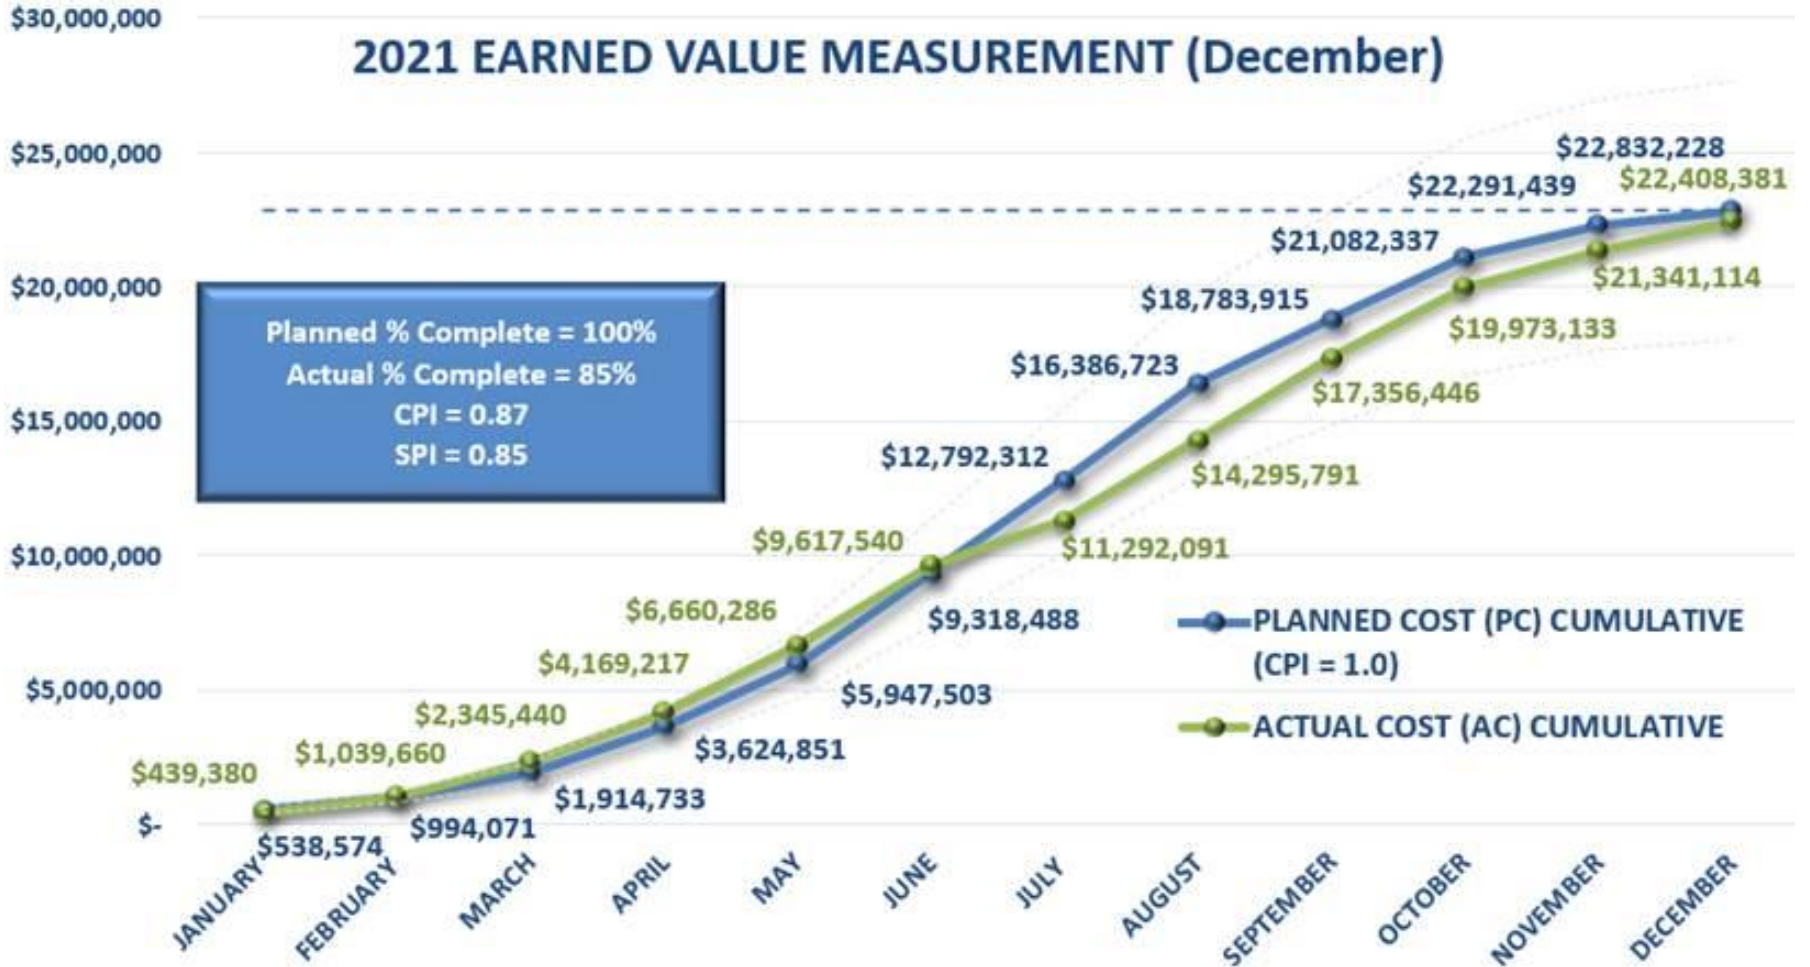 2021 EARNED VALUE MEASUREMENT (December)
$30,000,000
$25,000,000
$20,000,000
$15,000,000
$10,000,000
$5,000,000
$-
Planned % Complete = 100%
Actual % Complete = 85%
CPI = 0.87
SPI = 0.85
$22,832,228
$22,408,381
$22,291,439
$21,082,337
$21,341,114
$18,783,915
$19,973,133
$16,386,723
$17,356,446
$12,792,312
$14,295,791
$9,617,540
$11,292,091
$6,660,286
$9,318,488
$4,169,217
$5,947,503
$2,345,440
$3,624,851
$1,039,660
$439,380
$1,914,733
$994,071
$538,574
PLANNED COST (PC) CUMULATIVE
(CPI = 1.0)
ACTUAL COST (AC) CUMULATIVE
JANUARY
FEBRUARY
MARCH
APRIL
MAY
JUNE
JULY
AUGUST
SEPTEMBER
OCTOBER
NOVEMBER
DECEMBER